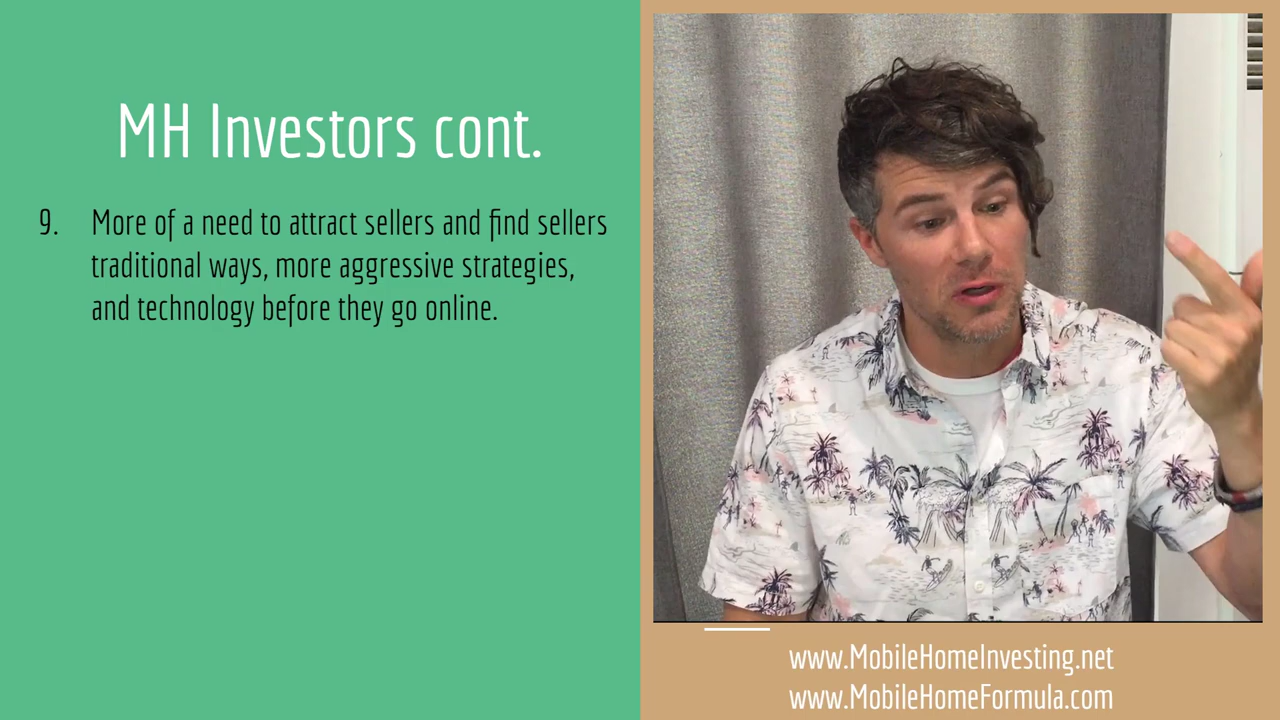 MH Investors cont.
9. More of a need to attract sellers and find sellers
traditional ways, more aggressive strategies,
and technology before they go online.
www.MobileHomeInvesting.net
www.MobileHomeFormula.com